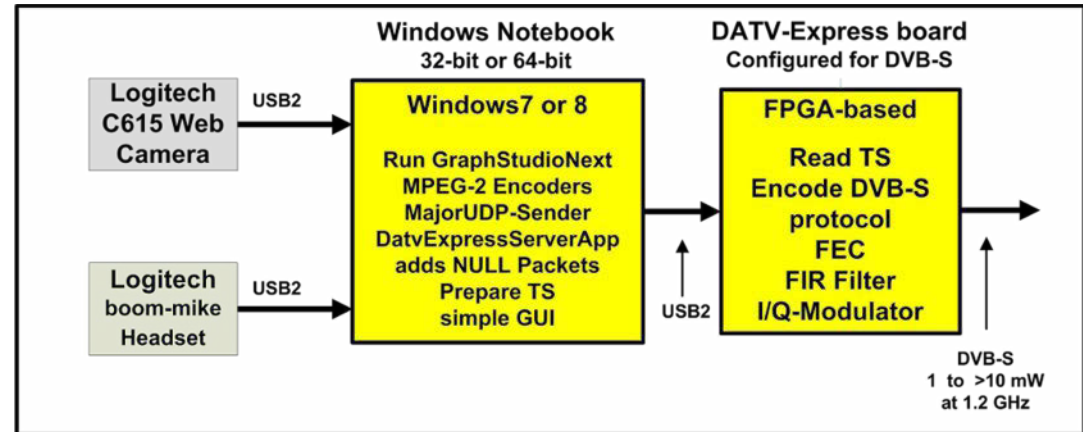 Windows Notebook
32-bit or 64-bit
DATV-Express board
Configured for DVB-S
Logitech
C615 Web
Camera
USB2
Logitech
boom-mike
Headset
USB2
Windows7 or 8
Run GraphStudioNext
MPEG-2 Encoders
MajorUDP-Sender
DatvExpressServerApp
adds NULL Packets
Prepare TS
simple GUI
USB2
FPGA-based
Read TS
Encode DVB-S
protocol
FEC
FIR Filter
I/Q-Modulator
DVB-S
1 to >10 mW
at 1.2 GHz